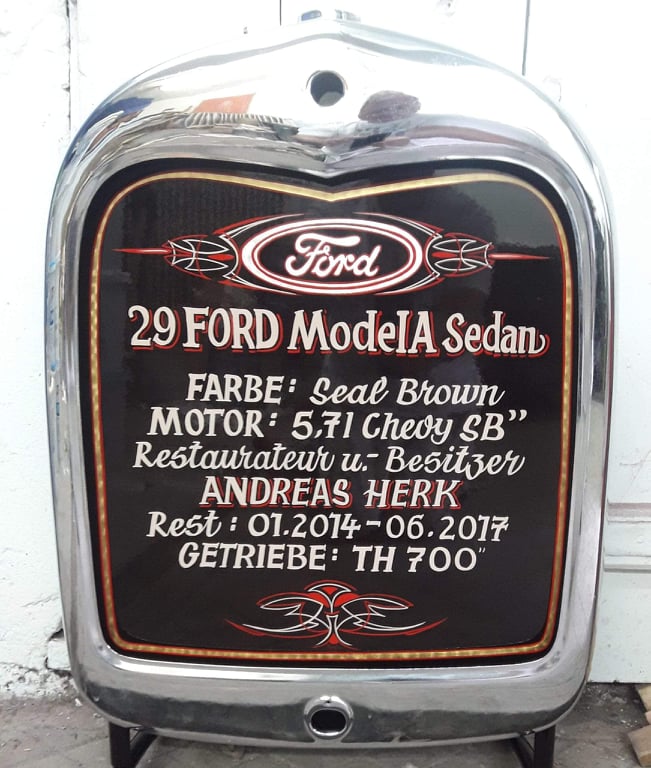 Ford
29 FORD Model A Sedan
FARBE: Seal Brown
MOTOR: 5,7l Chevy SB”
Restaurateur u.- Besitzer
ANDREAS HERK
Rest: 01.2014-06.2017
GETRIEBE: TH 700"